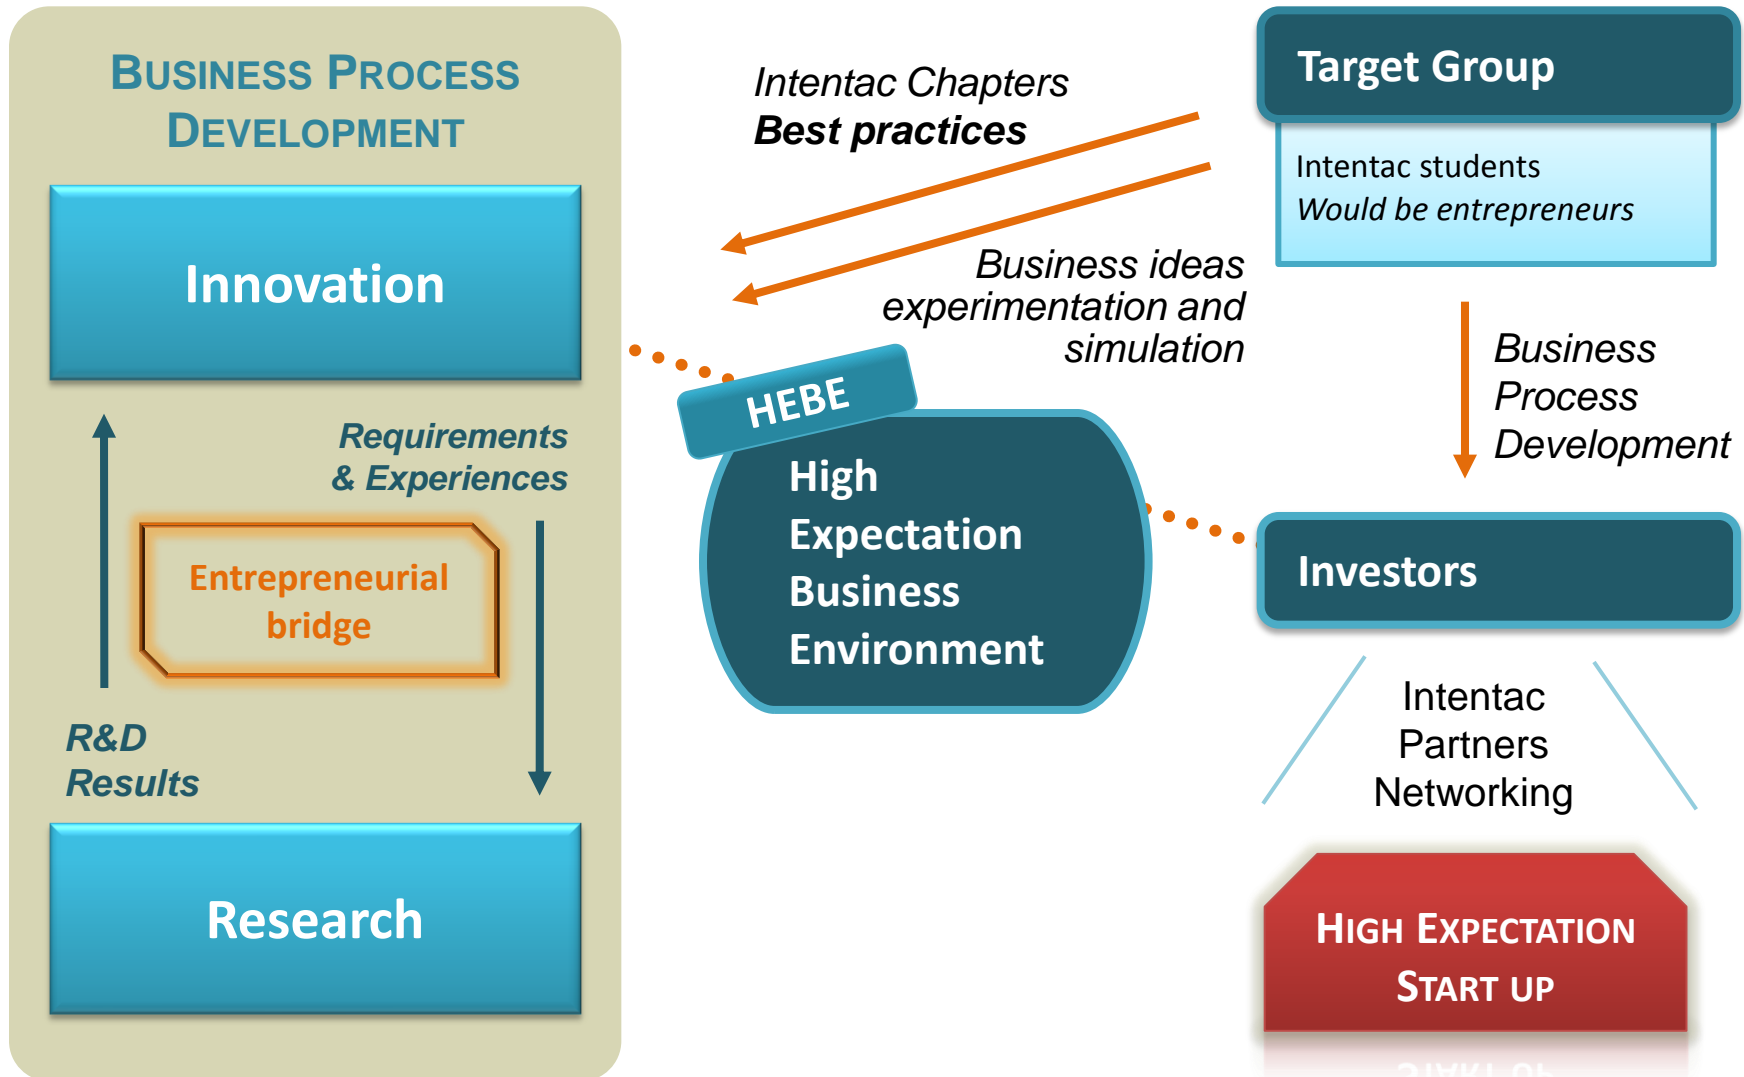 BUSINESS PROCESS
DEVELOPMENT
Innovation
Requirements
& Experiences
Entrepreneurial
bridge
R&D
Results
Research
Intentac Chapters
Best practices
Business ideas
experimentation and
simulation
HEBE
High
Expectation
Business
Environment
Target Group
Intentac students
Would be entrepreneurs
Business
Process
Development
Investors
Intentac
Partners
Networking
HIGH EXPECTATION
START UP